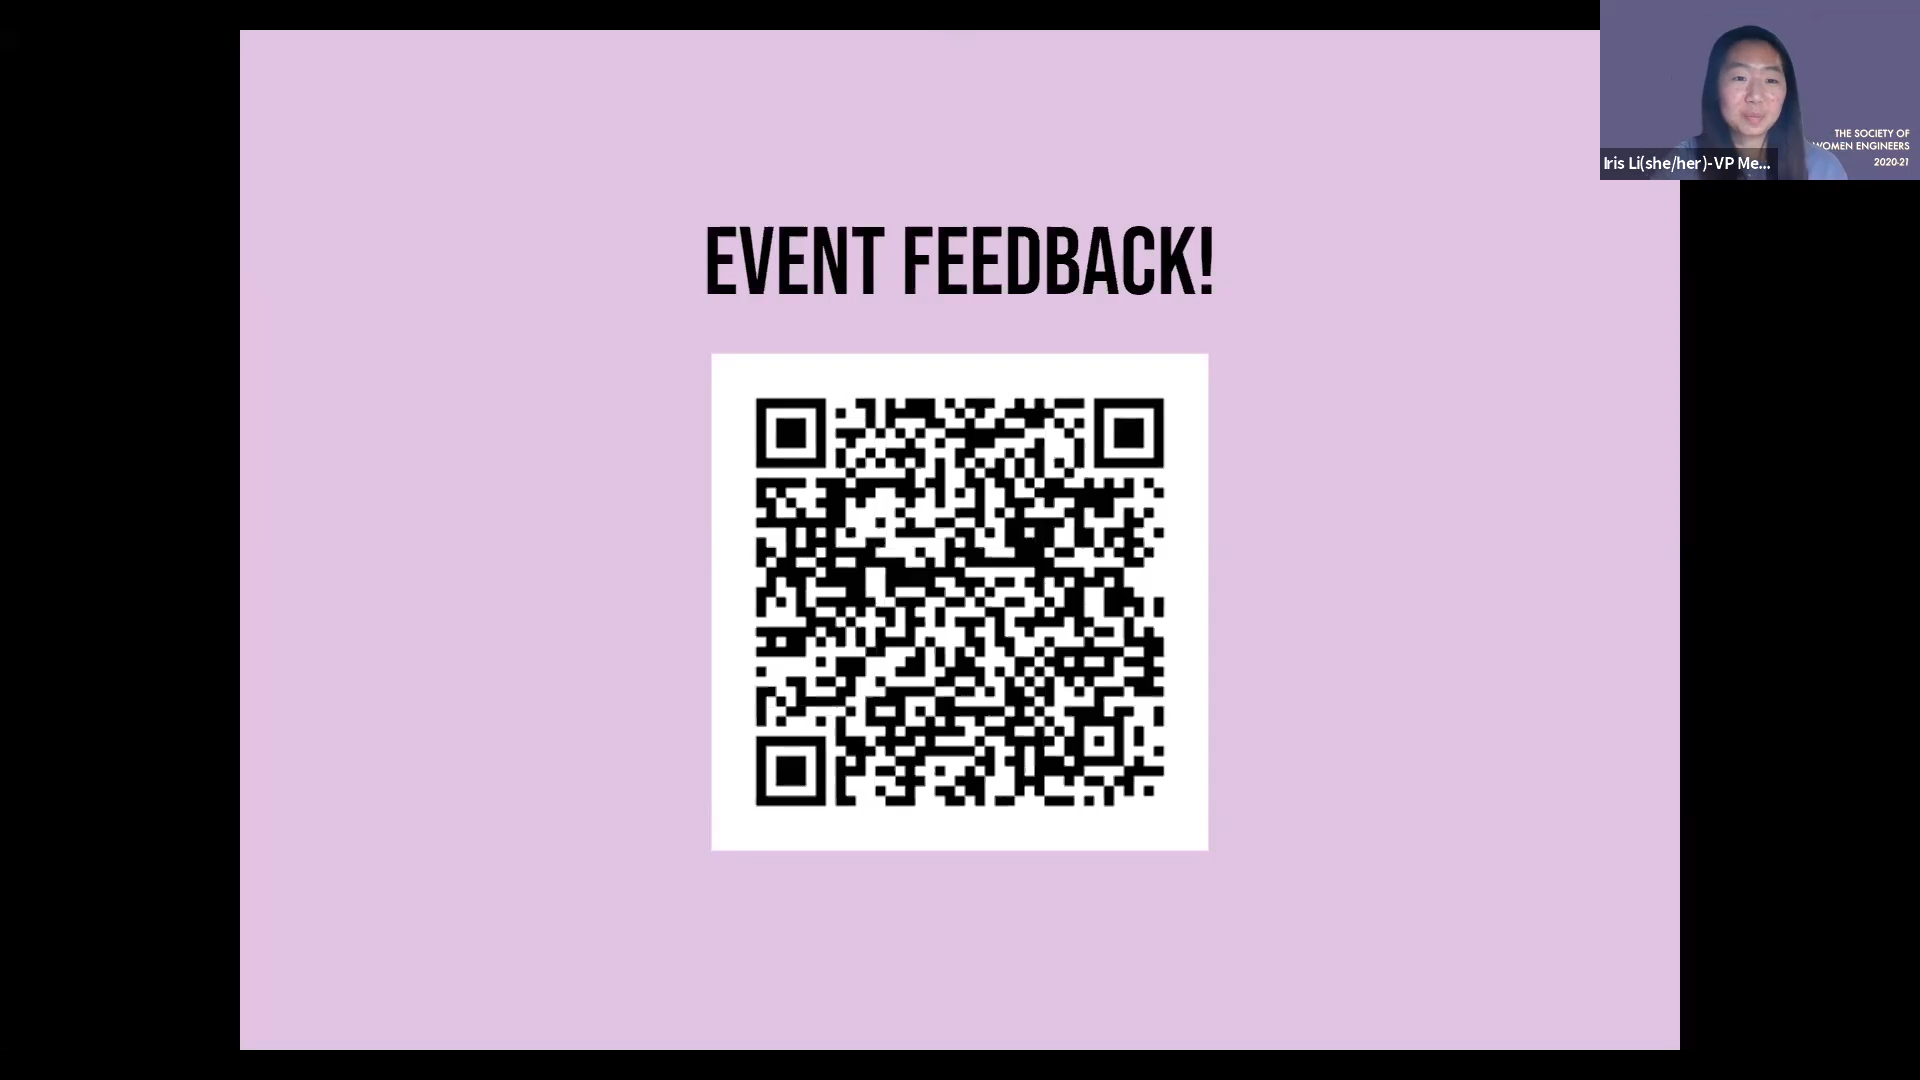 EVENT FEEDBACK!
THE SOCIETY OF
WOMEN ENGINEERS
2020-21
Iris Li(she/her)-VP Me...